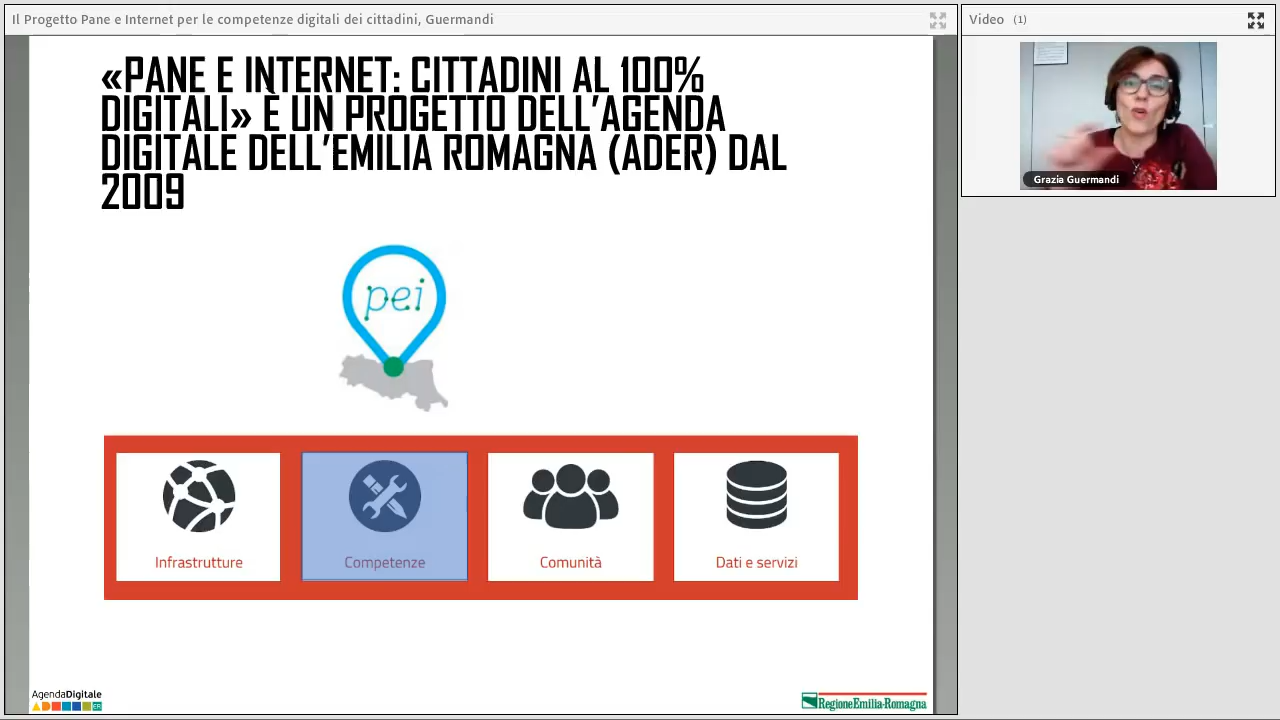 Il Progetto Pane e Internet per le competenze digitali dei cittadini, Guermandi
Video (1)
«PANE E INTERNET: CITTADINI AL 100%
DIGITALI» È UN PROGETTO DELL'AGENDA
DIGITALE DELL'EMILIA ROMAGNA (ADER) DAL
2009
Grazia Guermandi
pei
Infrastrutture
Competenze
Comunità
Dati e servizi
AgendaDigitale
ER
RegioneEmilia-Romagna